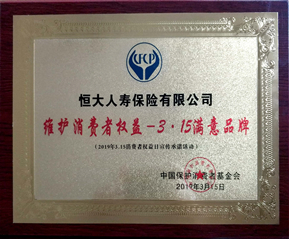 CFCP
恒大人寿保险有限公司
维护消费者权益-3·15满意品牌
(2019年3.15消费者权益日宣传承诺活动)
中国保护消费者基金会
2019年3月15日